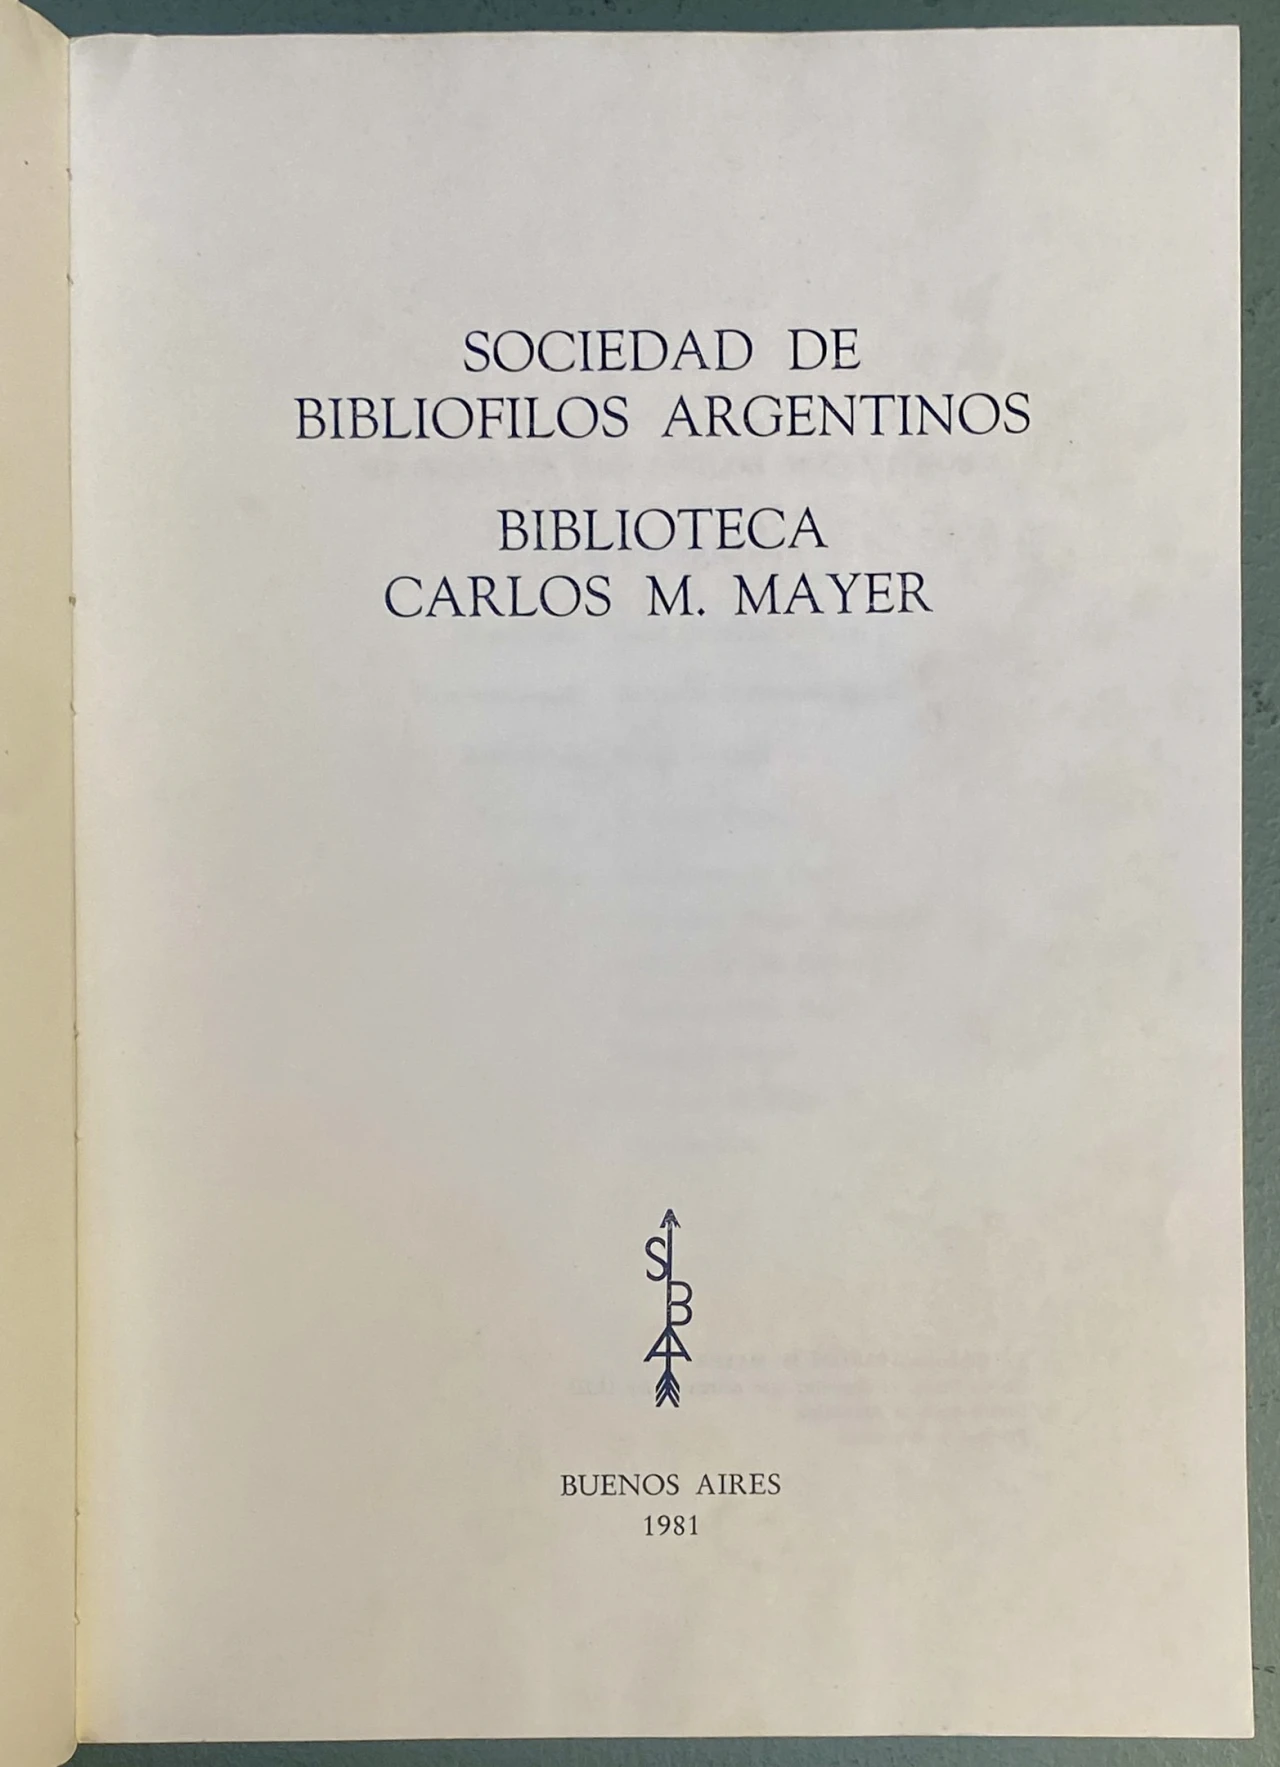 SOCIEDAD DE
BIBLIOFILOS ARGENTINOS
BIBLIOTECA
CARLOS M. MAYER
S
B
A
BUENOS AIRES
1981